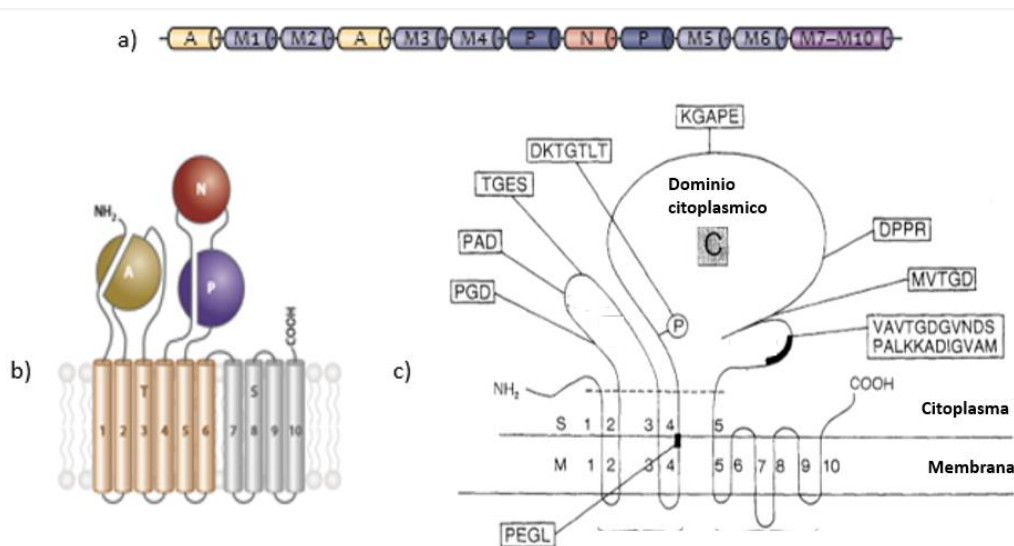 a) A M1 M2 A M3 M4 P N P M5 M6 M7–M10
b)
N
NH2
A
P
COOH
T
S
1 2 3 4 5 6 7 8 9 10
c)
KGAPE
DKTGTLT
TGES
PAD
PGD
Dominio
citoplasmico
C
DPPR
MVTGD
P
VAVTGDGVNDS
PALKKADIGVAM
NH2
COOH
Citoplasma
S 1 2 3 4 5
M 1 2 3 4 5 6 7 8 9 10
Membrana
PEGL